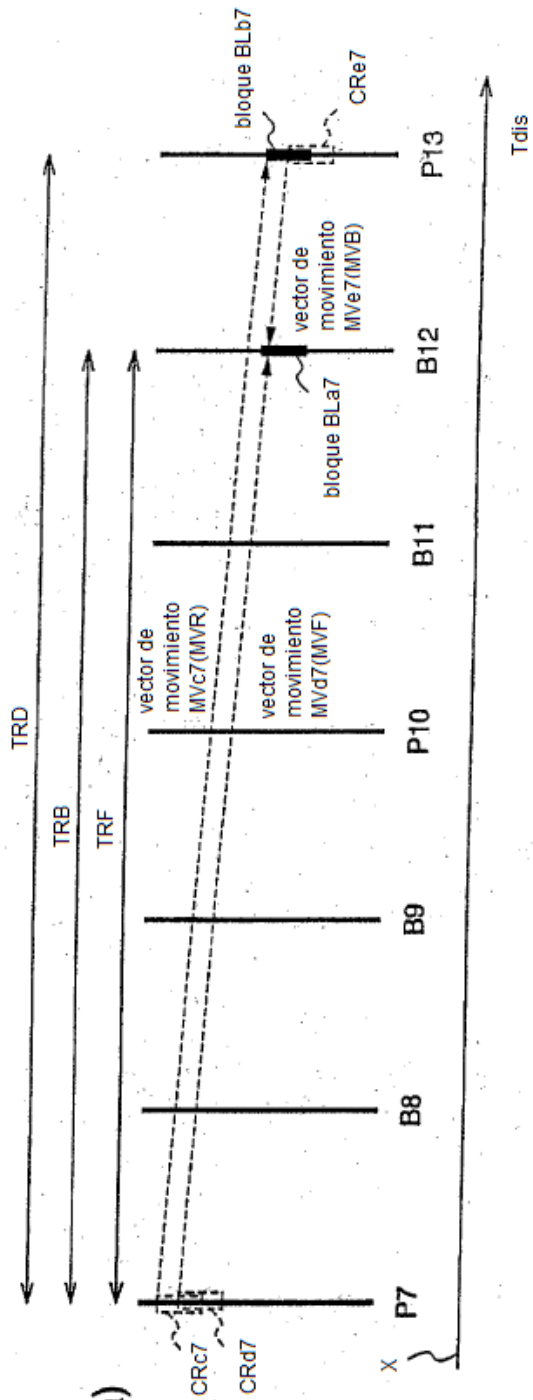 TRD
TRB
TRF
bloque BLb7
CRe7
vector de
movimiento
MVc7(MVR)
vector de
movimiento
MVd7(MVF)
vector de
movimiento
MVe7(MVB)
bloque BLa7
CRc7
CRd7
P7
B8
B9
P10
B11
B12
P13
X
Tdis
)